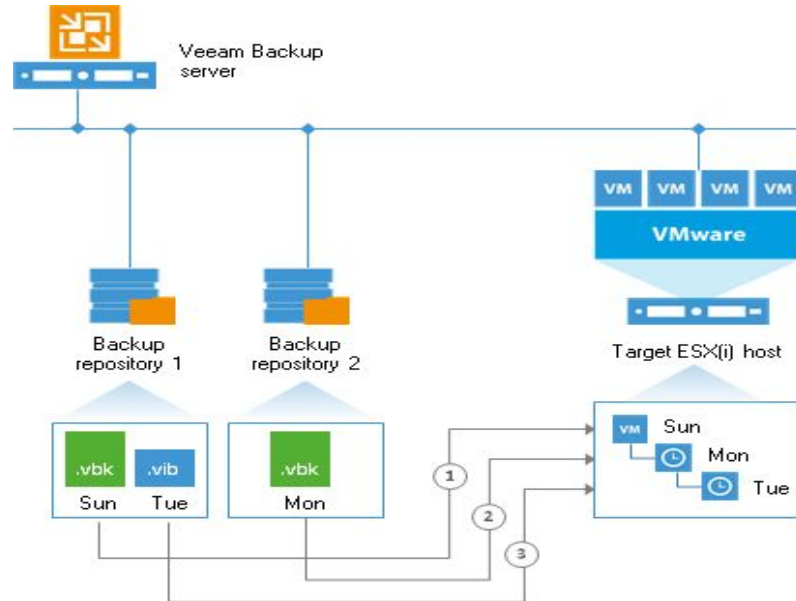 Veeam Backup
server
VM VM VM VM
VMware
Backup
repository 1
Backup
repository 2
Target ESX(i) host
.vbk .vib
Sun Tue
.vbk
Mon
1
2
3
VM Sun
Mon
Tue